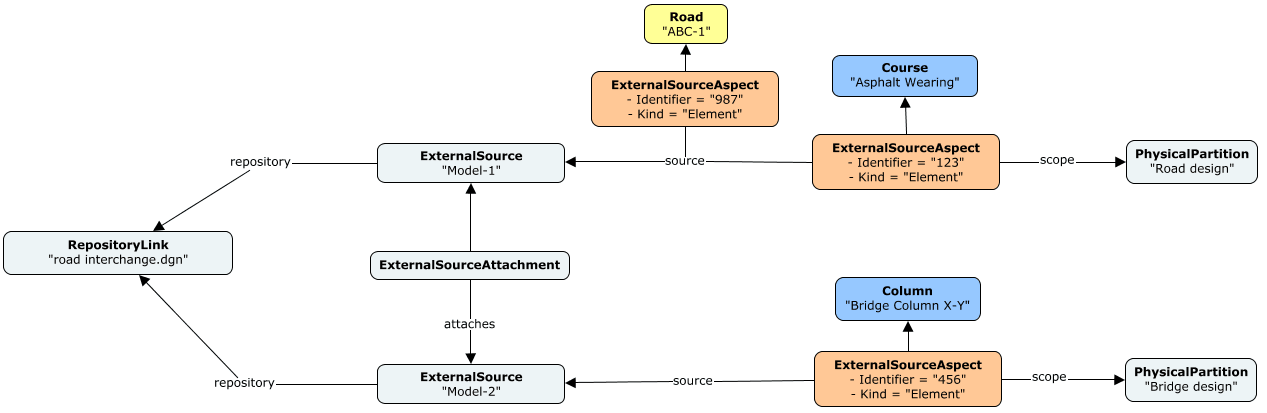 Road
"ABC-1"
ExternalSourceAspect
- Identifier = "987"
- Kind = "Element"
Course
"Asphalt Wearing"
repository
ExternalSource
"Model-1"
source
ExternalSourceAspect
- Identifier = "123"
- Kind = "Element"
scope
PhysicalPartition
"Road design"
RepositoryLink
"road interchange.dgn"
ExternalSourceAttachment
attaches
Column
"Bridge Column X-Y"
repository
ExternalSource
"Model-2"
source
ExternalSourceAspect
- Identifier = "456"
- Kind = "Element"
scope
PhysicalPartition
"Bridge design"